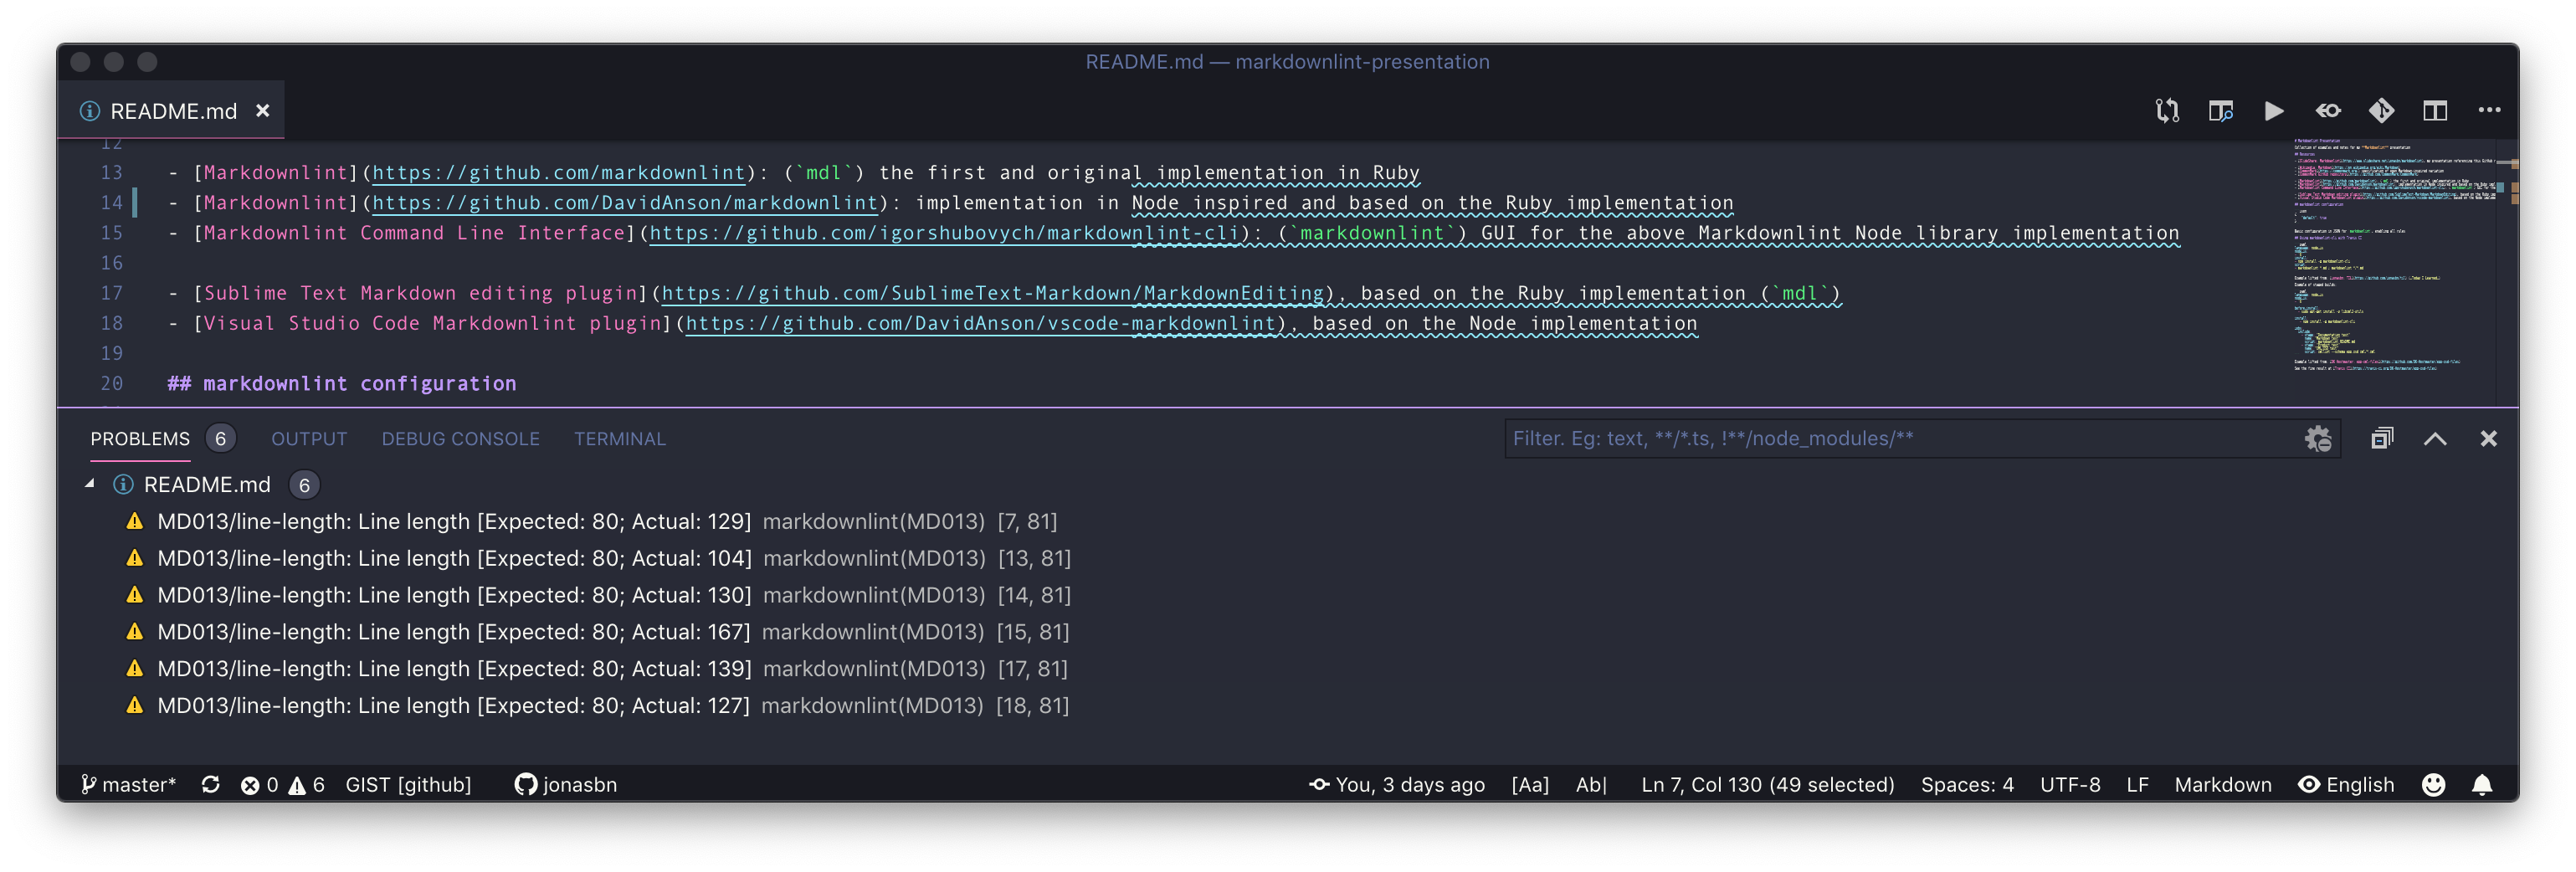 README.md — markdownlint-presentation
README.md
12
13 - [Markdownlint](https://github.com/markdownlint): (`mdl`) the first and original implementation in Ruby
14 - [Markdownlint](https://github.com/DavidAnson/markdownlint): implementation in Node inspired and based on the Ruby implementation
15 - [Markdownlint Command Line Interface](https://github.com/igorshubovych/markdownlint-cli): (`markdownlint`) GUI for the above Markdownlint Node library implementation
16
17 - [Sublime Text Markdown editing plugin](https://github.com/SublimeText-Markdown/MarkdownEditing), based on the Ruby implementation (`mdl`)
18 - [Visual Studio Code Markdownlint plugin](https://github.com/DavidAnson/vscode-markdownlint), based on the Node implementation
19
20 ## markdownlint configuration
PROBLEMS 6 OUTPUT DEBUG CONSOLE TERMINAL Filter. Eg: text, **/*.ts, !**/node_modules/**
README.md 6
MD013/line-length: Line length [Expected: 80; Actual: 129] markdownlint(MD013) [7, 81]
MD013/line-length: Line length [Expected: 80; Actual: 104] markdownlint(MD013) [13, 81]
MD013/line-length: Line length [Expected: 80; Actual: 130] markdownlint(MD013) [14, 81]
MD013/line-length: Line length [Expected: 80; Actual: 167] markdownlint(MD013) [15, 81]
MD013/line-length: Line length [Expected: 80; Actual: 139] markdownlint(MD013) [17, 81]
MD013/line-length: Line length [Expected: 80; Actual: 127] markdownlint(MD013) [18, 81]
master* 0 6 GIST [github] jonasbn You, 3 days ago [Aa] Ab| Ln 7, Col 130 (49 selected) Spaces: 4 UTF-8 LF Markdown English